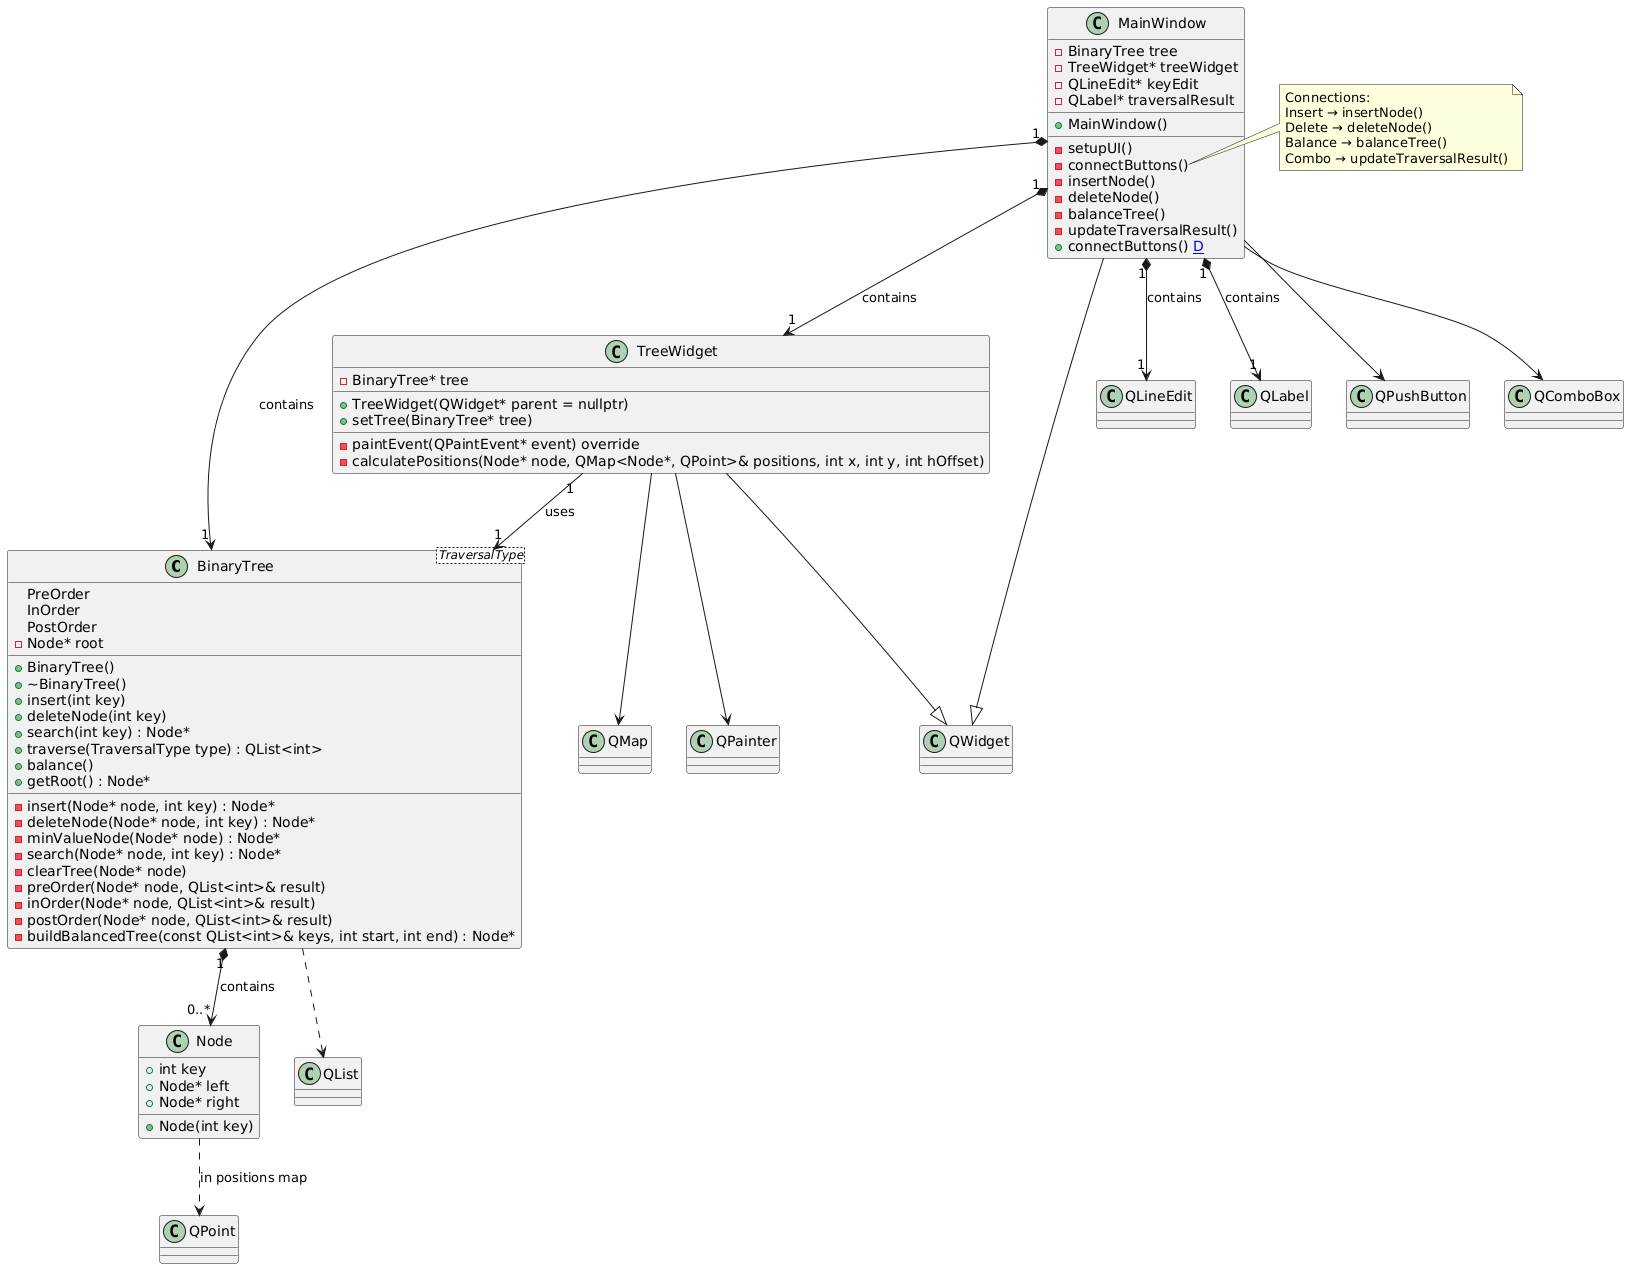 C MainWindow
BinaryTree tree
TreeWidget* treeWidget
QLineEdit* keyEdit
QLabel* traversalResult
MainWindow()
setupUI()
connectButtons()
insertNode()
deleteNode()
balanceTree()
updateTraversalResult()
connectButtons() D
Connections:
Insert → insertNode()
Delete → deleteNode()
Balance → balanceTree()
Combo → updateTraversalResult()
1
1
1
1
contains
contains
contains
contains
1
1
1
C TreeWidget
BinaryTree* tree
TreeWidget(QWidget* parent = nullptr)
setTree(BinaryTree* tree)
paintEvent(QPaintEvent* event) override
calculatePositions(Node* node, QMap<Node*, QPoint>& positions, int x, int y, int hOffset)
C QLineEdit
C QLabel
C QPushButton
C QComboBox
1
uses
1
1
C BinaryTree
TraversalType
PreOrder
InOrder
PostOrder
Node* root
BinaryTree()
~BinaryTree()
insert(int key)
deleteNode(int key)
search(int key) : Node*
traverse(TraversalType type) : QList<int>
balance()
getRoot() : Node*
insert(Node* node, int key) : Node*
deleteNode(Node* node, int key) : Node*
minValueNode(Node* node) : Node*
search(Node* node, int key) : Node*
clearTree(Node* node)
preOrder(Node* node, QList<int>& result)
inOrder(Node* node, QList<int>& result)
postOrder(Node* node, QList<int>& result)
buildBalancedTree(const QList<int>& keys, int start, int end) : Node*
C QMap
C QPainter
C QWidget
1
contains
0..*
C Node
int key
Node* left
Node* right
Node(int key)
C QList
in positions map
C QPoint